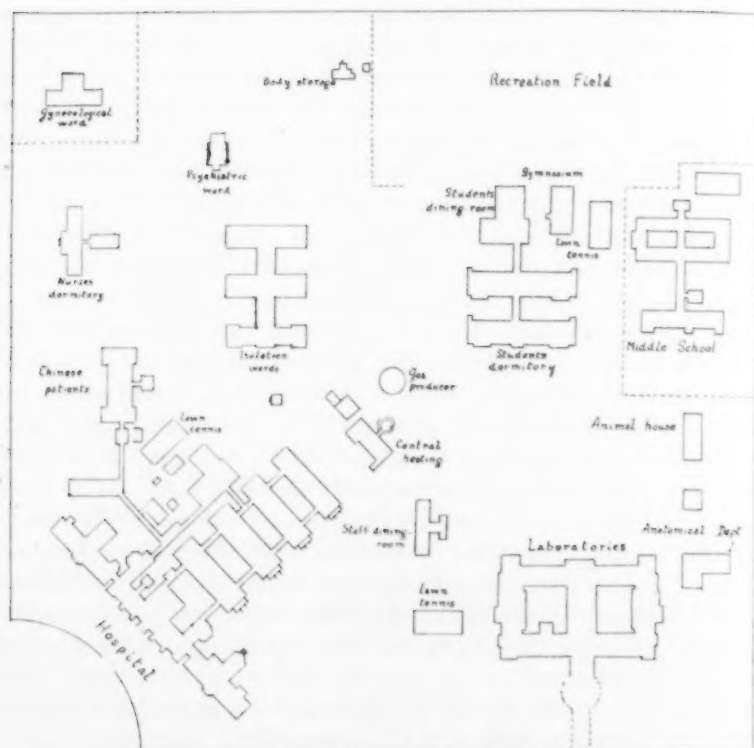 Body storage
Recreation Field
Gynecological
ward
Psychiatric
ward
Gymnasium
Students
dining-room
Lawn
tennis
Nurses
dormitory
Isolation
wards
Students
dormitory
Middle School
Chinese
patients
Gas
producer
Lawn
tennis
Central
heating
Animal house
Staff dining-
room
Laboratories
Anatomical Dept
Lawn
tennis
Hospital